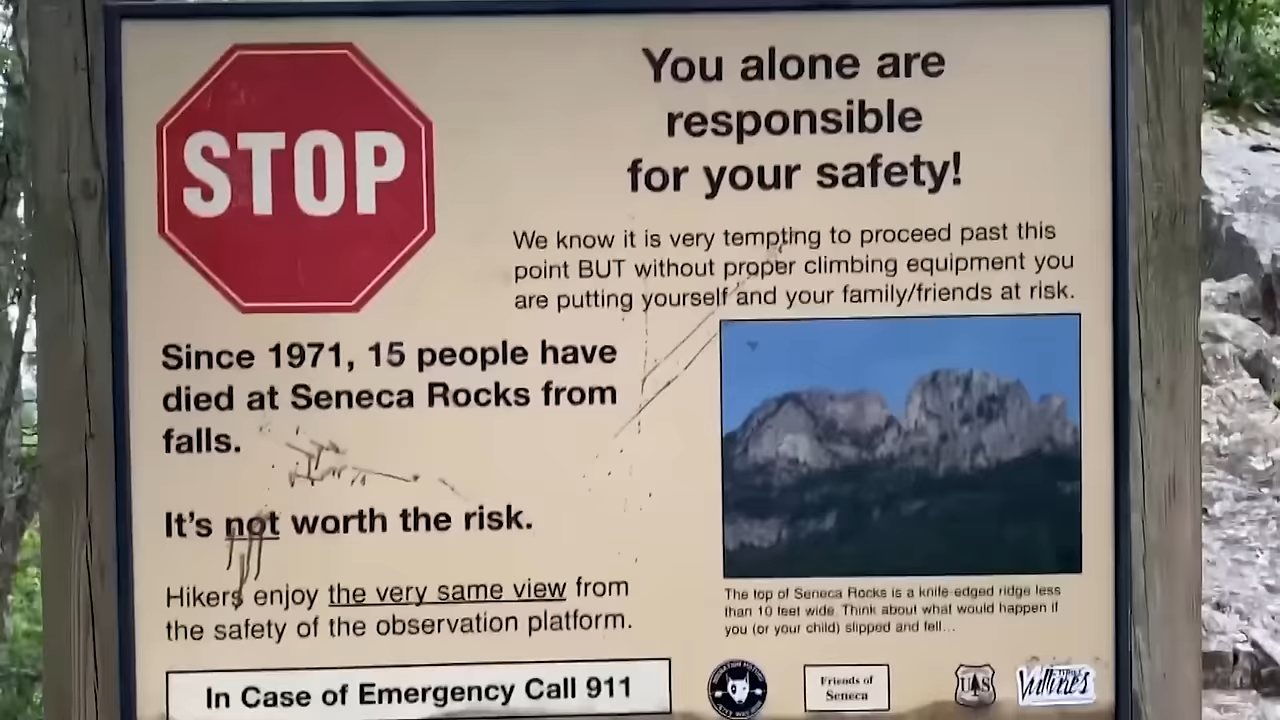 STOP
You alone are
responsible
for your safety!
We know it is very tempting to proceed past this
point BUT without proper climbing equipment you
are putting yourself and your family/friends at risk.
Since 1971, 15 people have
died at Seneca Rocks from
falls.
It's not worth the risk.
Hikers enjoy the very same view from
the safety of the observation platform.
The top of Seneca Rocks is a knife-edged ridge less
than 10 feet wide. Think about what would happen if
you (or your child) slipped and fell...
In Case of Emergency Call 911
Friends of
Seneca
UAS